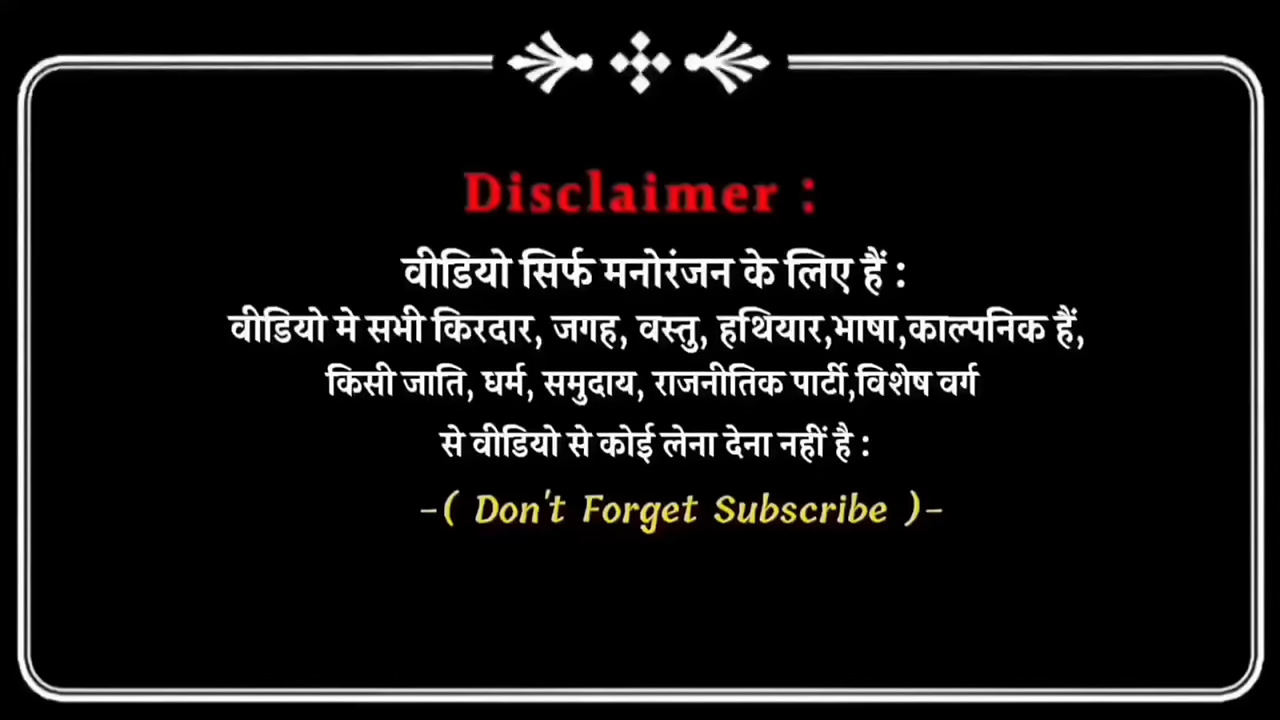 Disclaimer :
वीडियो सिर्फ मनोरंजन के लिए हैं :
वीडियो मे सभी किरदार, जगह, वस्तु, हथियार,भाषा,काल्पनिक हैं,
किसी जाति, धर्म, समुदाय, राजनीतिक पार्टी,विशेष वर्ग
से वीडियो से कोई लेना देना नहीं है :
-( Don't Forget Subscribe )-